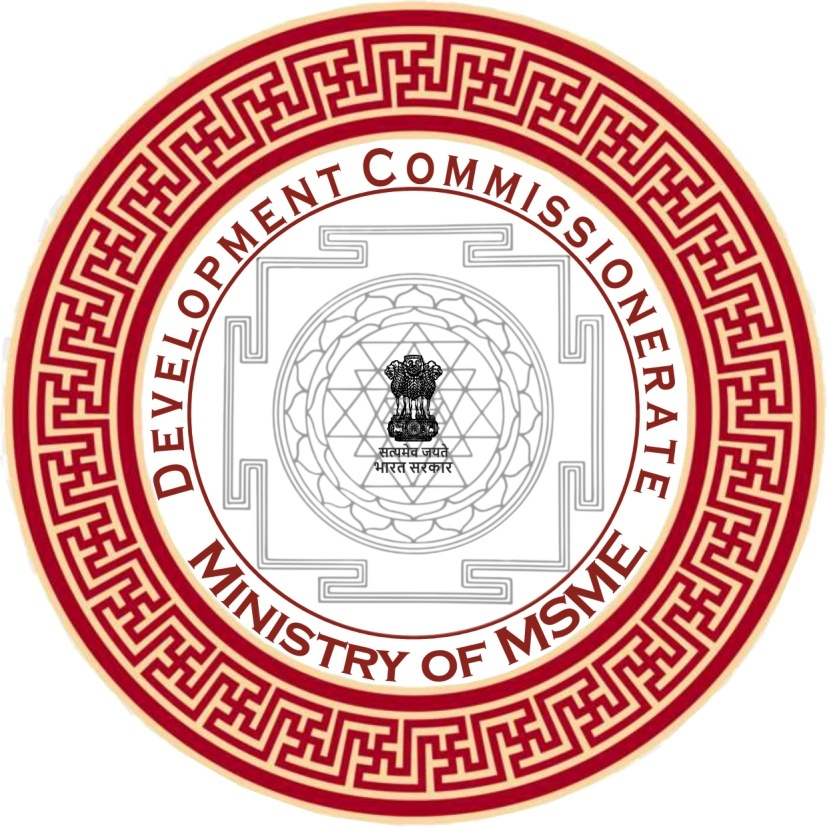 DEVELOPMENT COMMISSIONERATE
सत्यमेव जयते
भारत सरकार
MINISTRY OF MSME